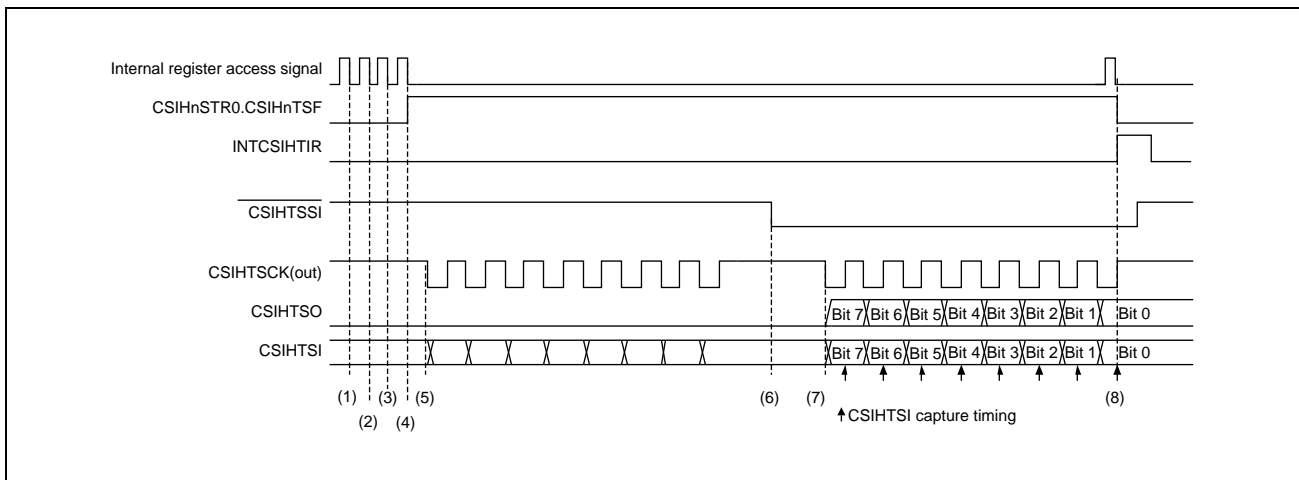 Internal register access signal
CSIHnSTR0.CSIHnTSF
INTCSIHTIR
CSIHTSSI
CSIHTSCK(out)
CSIHTSO
Bit 7 Bit 6 Bit 5 Bit 4 Bit 3 Bit 2 Bit 1 Bit 0
CSIHTSI
Bit 7 Bit 6 Bit 5 Bit 4 Bit 3 Bit 2 Bit 1 Bit 0
(1) (3) (5) (6) (7) (8)
(2) (4) CSIHTSI capture timing